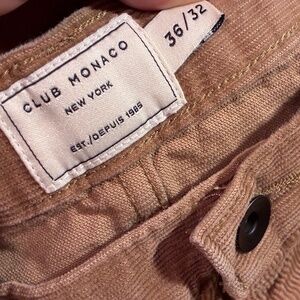 CLUB MONACO
NEW YORK
EST./DEPUIS 1985
36/32